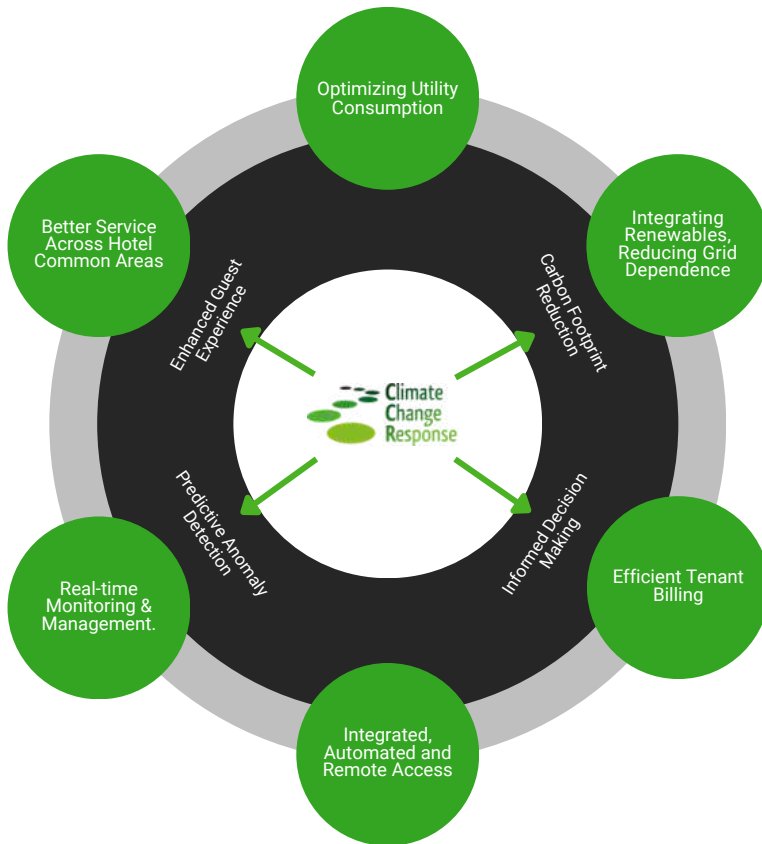 Optimizing Utility
Consumption
Better Service
Across Hotel
Common Areas
Integrating
Renewables,
Reducing Grid
Dependence
Enhanced Guest
Experience
Carbon Footprint
Reduction
Climate
Change
Response
Predictive Anomaly
Detection
Informed Decision
Making
Real-time
Monitoring &
Management.
Efficient Tenant
Billing
Integrated,
Automated and
Remote Access